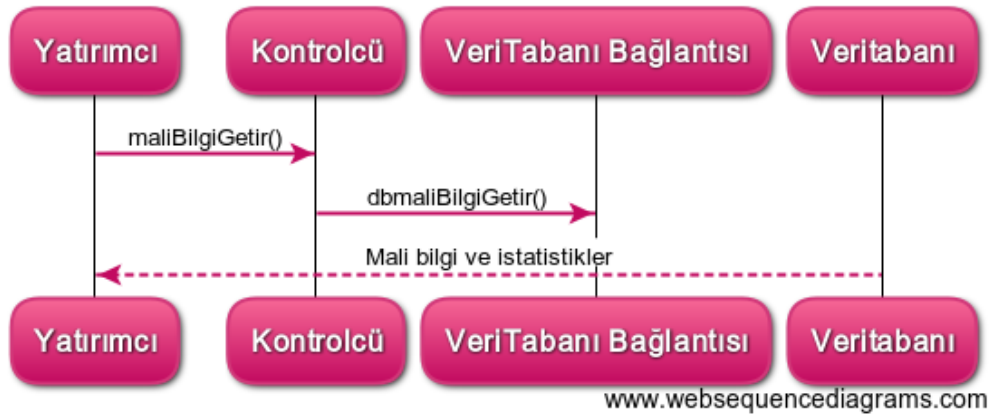 Yatırımcı
Kontrolcü
VeriTabanı Bağlantısı
Veritabanı
maliBilgiGetir()
dbmaliBilgiGetir()
Mali bilgi ve istatistikler
Yatırımcı
Kontrolcü
VeriTabanı Bağlantısı
Veritabanı
www.websequencediagrams.com